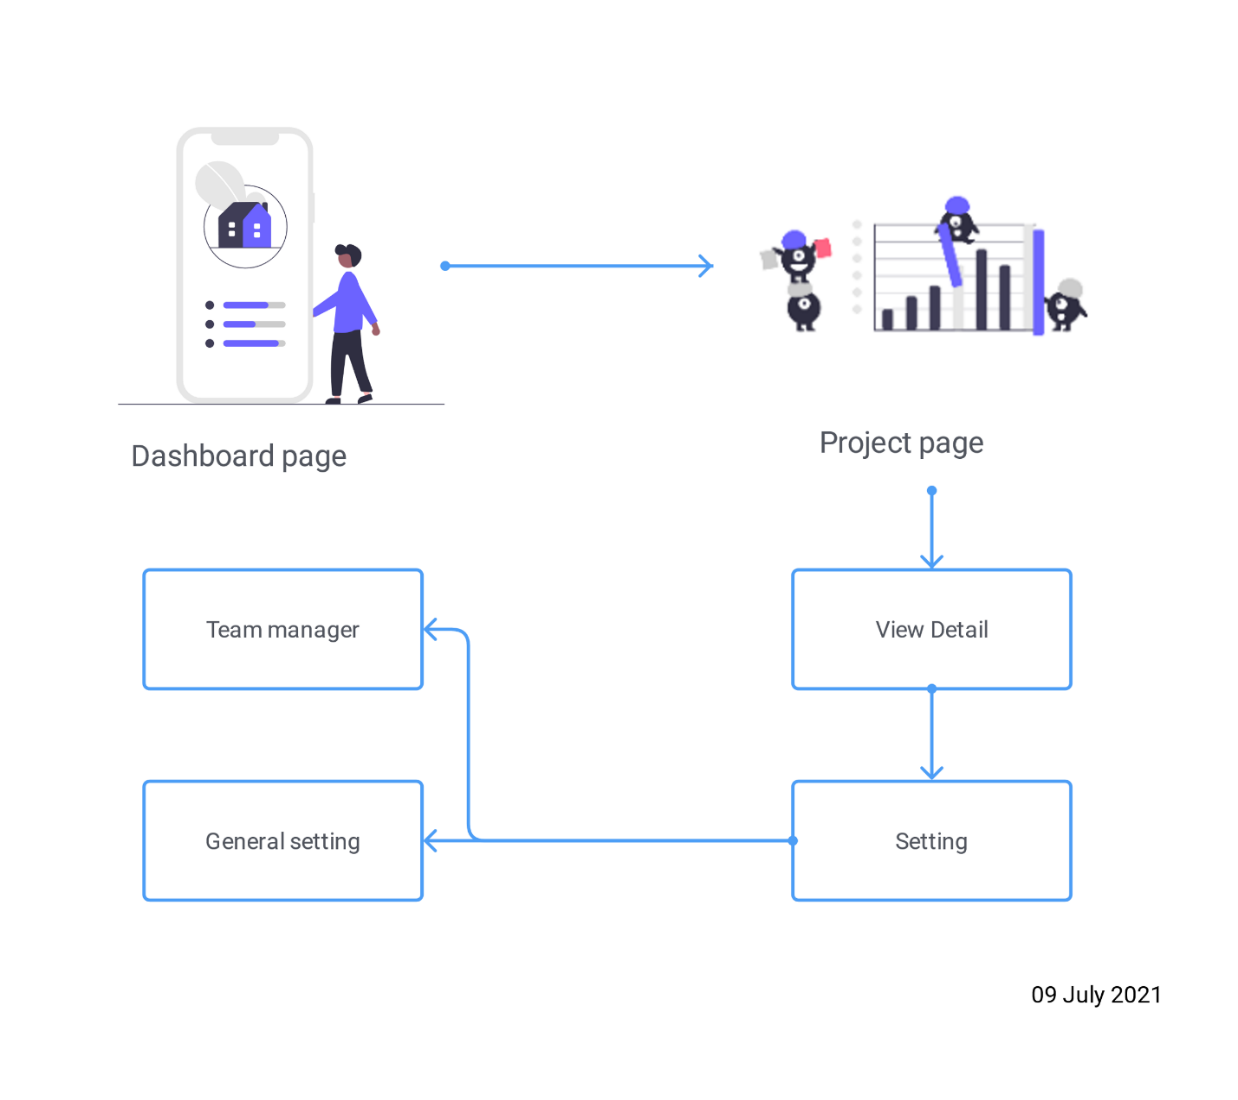 Dashboard page
Project page
Team manager
View Detail
General setting
Setting
09 July 2021